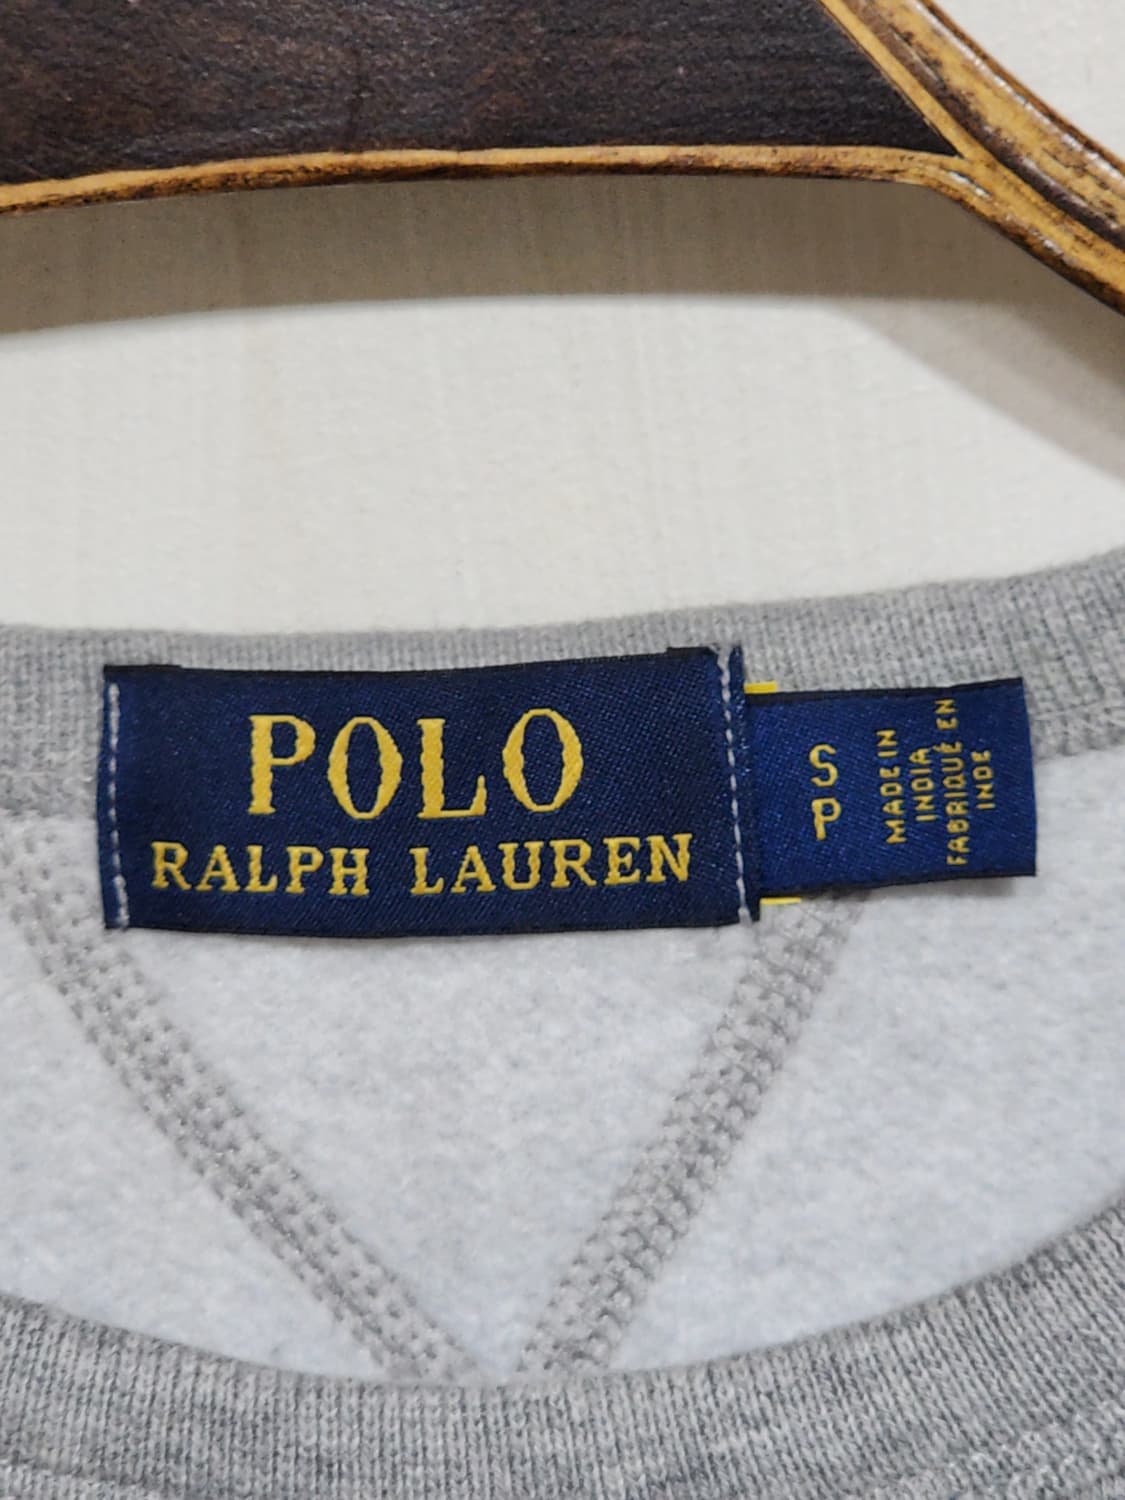 POLO
RALPH LAUREN
S
P
MADE IN
INDIA
FABRIQUÉ EN
INDE